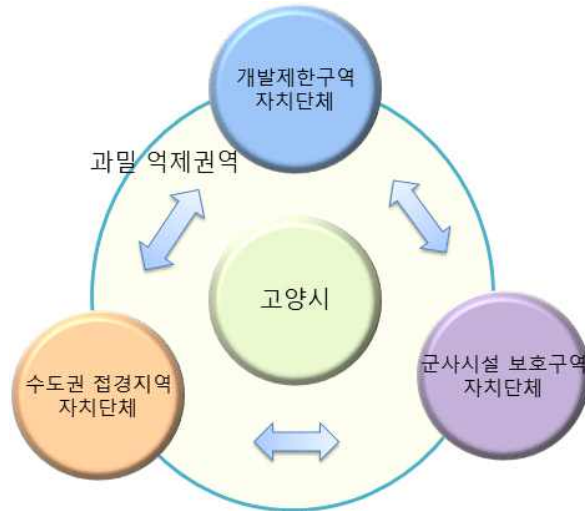 개발제한구역
자치단체
과밀 억제권역
고양시
수도권 접경지역
자치단체
군사시설 보호구역
자치단체